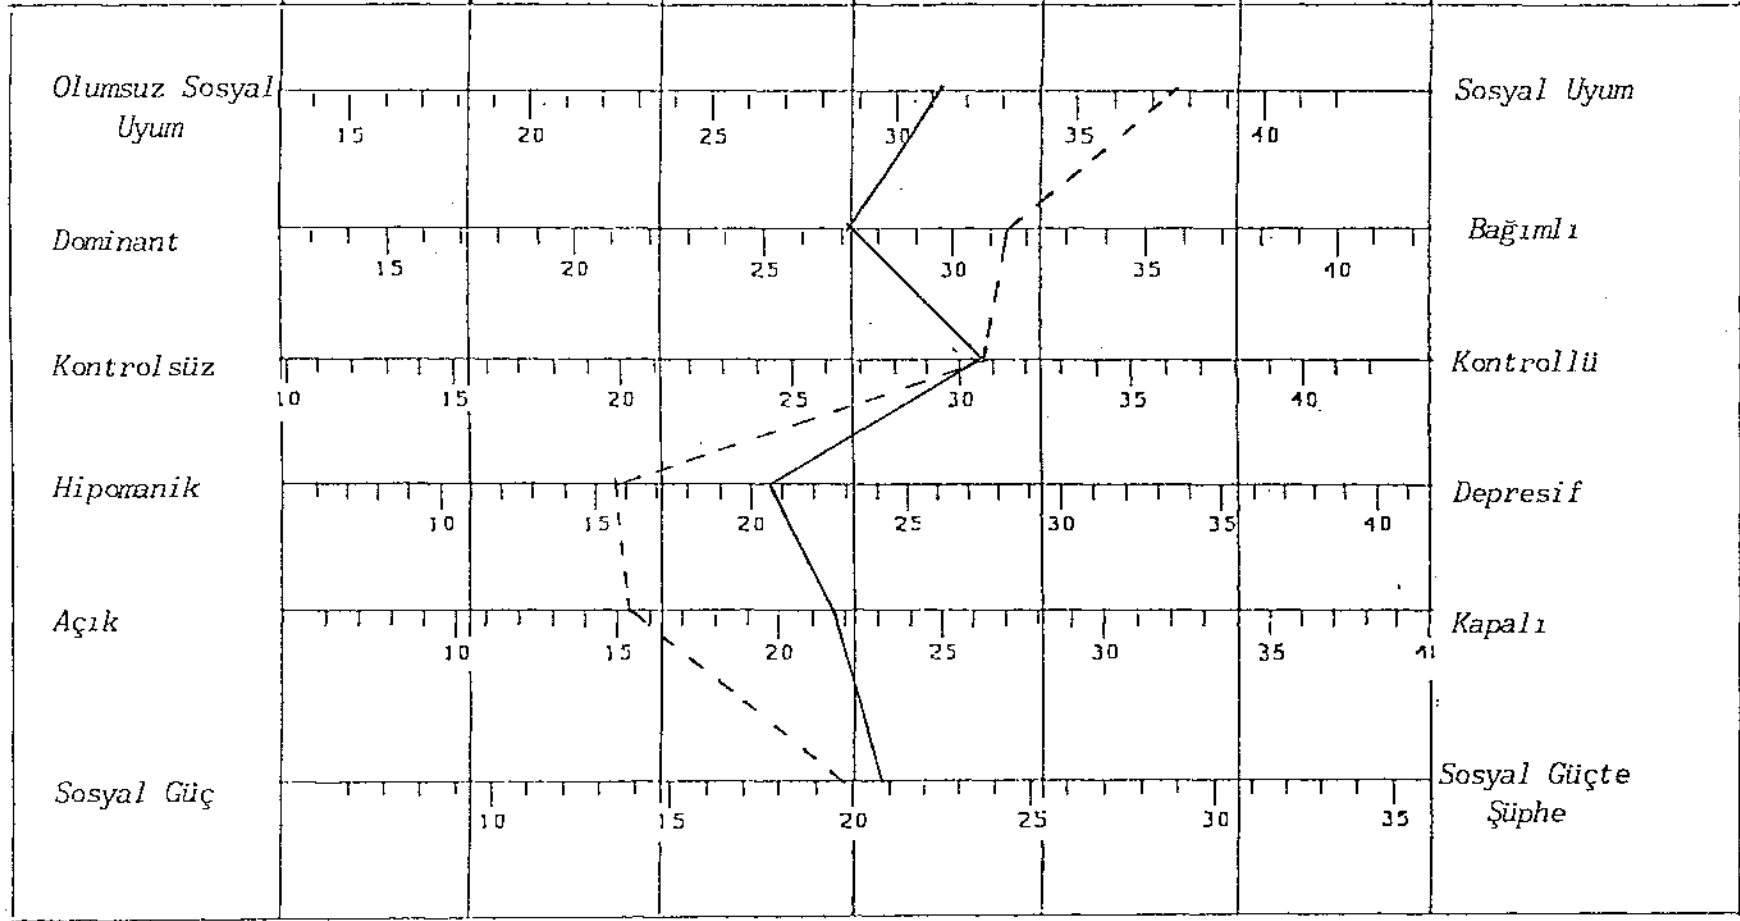 Olumsuz Sosyal Uyum
Sosyal Uyum
15 20 25 30 35 40
Dominant
Bağımlı
15 20 25 30 35 40
Kontrolsüz
Kontrollü
10 15 20 25 30 35 40
Hipomanik
Depresif
10 15 20 25 30 35 40
Açık
Kapalı
10 15 20 25 30 35
Sosyal Güç
Sosyal Güçte Şüphe
10 15 20 25 30 35